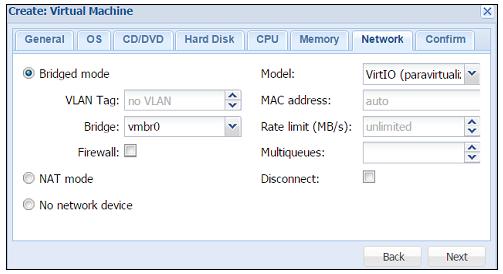 Create: Virtual Machine
General OS CD/DVD Hard Disk CPU Memory Network Confirm
Bridged mode
VLAN Tag: no VLAN
Bridge: vmbr0
Firewall:
NAT mode
No network device
Model: VirtIO (paravirtuali
MAC address: auto
Rate limit (MB/s): unlimited
Multiqueues:
Disconnect:
Back Next